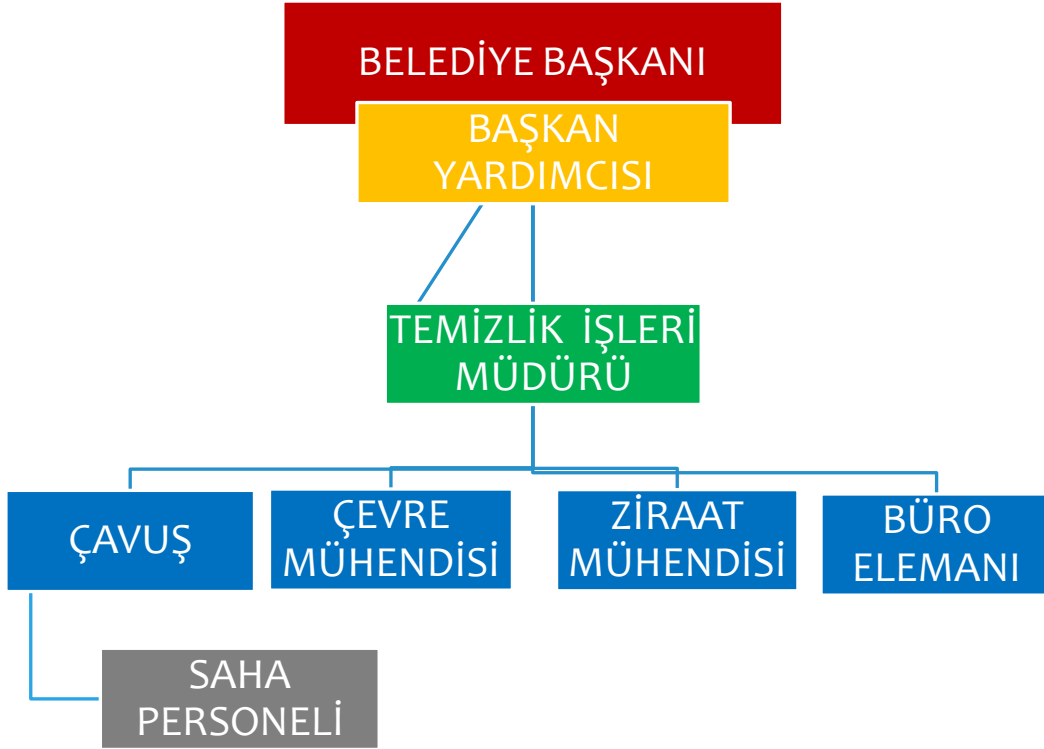 BELEDİYE BAŞKANI
BAŞKAN
YARDIMCISI
TEMİZLİK İŞLERİ
MÜDÜRÜ
ÇAVUŞ
ÇEVRE
MÜHENDİSİ
ZİRAAT
MÜHENDİSİ
BÜRO
ELEMANI
SAHA
PERSONELİ